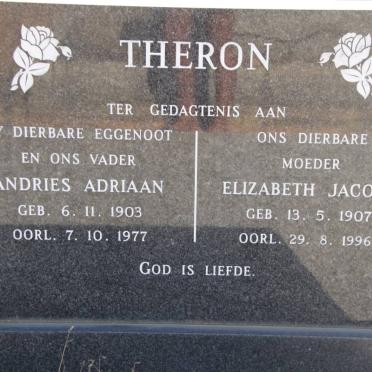 THERON
TER GEDAGTENIS AAN
DIERBARE EGGENOOT
EN ONS VADER
ANDRIES ADRIAAN
GEB. 6. 11. 1903
OORL. 7. 10. 1977
ONS DIERBARE
MOEDER
ELIZABETH JACO
GEB. 13. 5. 1907
OORL. 29. 8. 1996
GOD IS LIEFDE.